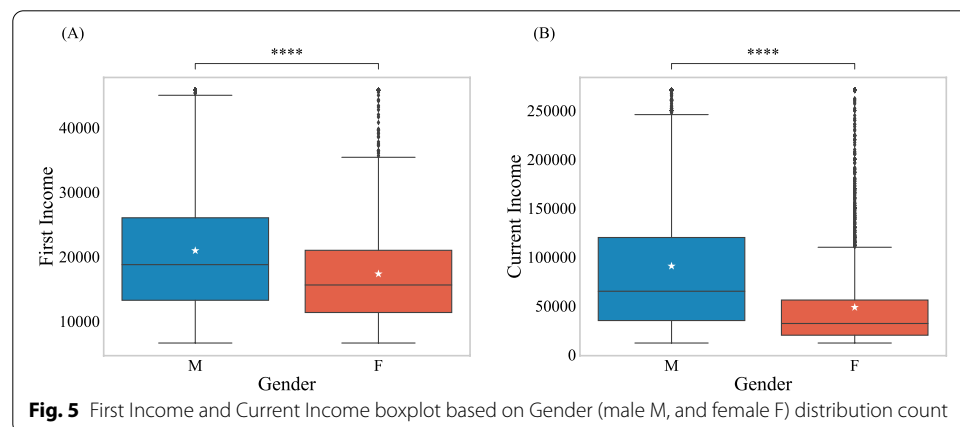 (A)
****
First Income
40000
30000
20000
10000
M
F
Gender
(B)
****
Current Income
250000
200000
150000
100000
50000
0
M
F
Gender
Fig. 5 First Income and Current Income boxplot based on Gender (male M, and female F) distribution count